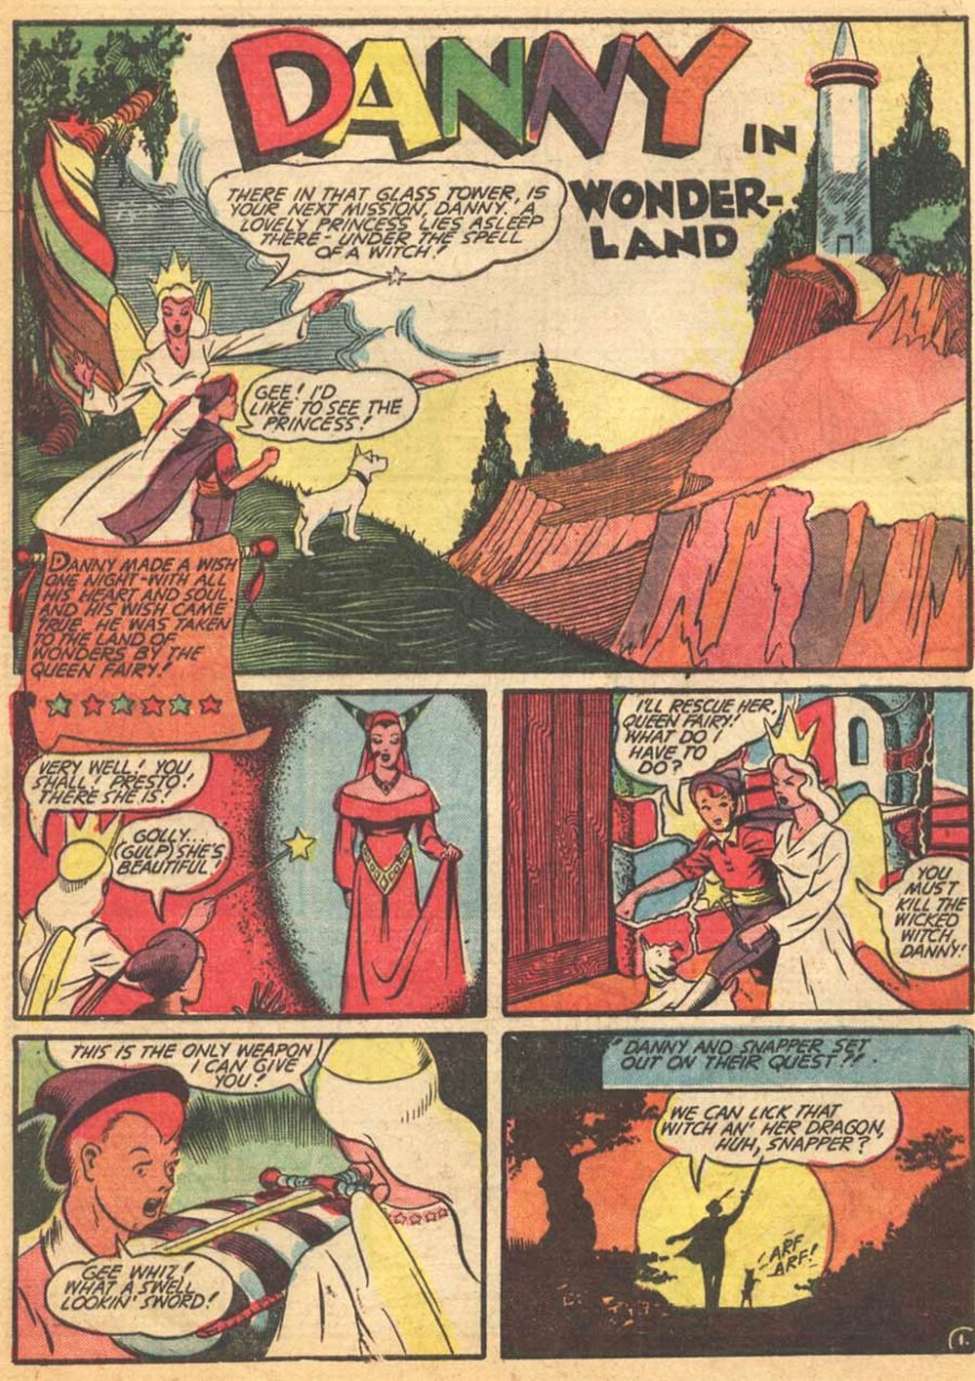 DANNY
IN
WONDER-
LAND
THERE IN THAT GLASS TOWER, IS
YOUR NEXT MISSION, DANNY. A
LOVELY PRINCESS LIES ASLEEP
THERE - UNDER THE SPELL
OF A WITCH!
GEE! I'D
LIKE TO SEE THE
PRINCESS!
DANNY MADE A WISH
ONE NIGHT-WITH ALL
HIS HEART AND SOUL.
AND HIS WISH CAME
TRUE. HE WAS TAKEN
TO THE LAND OF
WONDERS BY THE
QUEEN FAIRY!
VERY WELL! YOU
SHALL! PRESTO!
THERE SHE IS!
GOLLY...
(GULP) SHE'S
BEAUTIFUL!
I'LL RESCUE HER,
QUEEN FAIRY!
WHAT DO I
HAVE TO
DO?
YOU
MUST
KILL THE
WICKED
WITCH,
DANNY!
THIS IS THE ONLY WEAPON
I CAN GIVE
YOU!
GEE WHIZ!
WHAT A SWELL
LOOKIN' SWORD!
"DANNY AND SNAPPER SET
OUT ON THEIR QUEST!!"
WE CAN LICK THAT
WITCH AN' HER DRAGON,
HUH, SNAPPER?
ARF
ARF!
1.